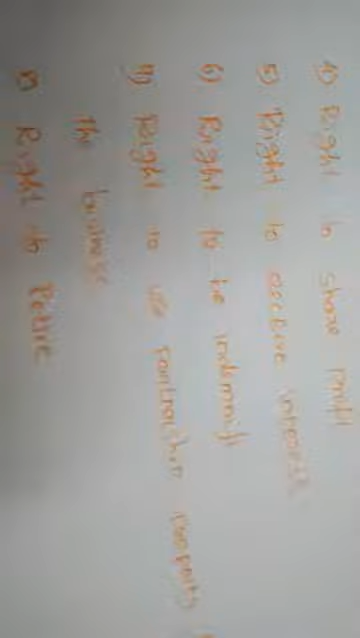 4) Right to share profit
5) Right to receive interest
6) Right to be indemnify
7) Right to use partnership property
the business
8) Right to Retire